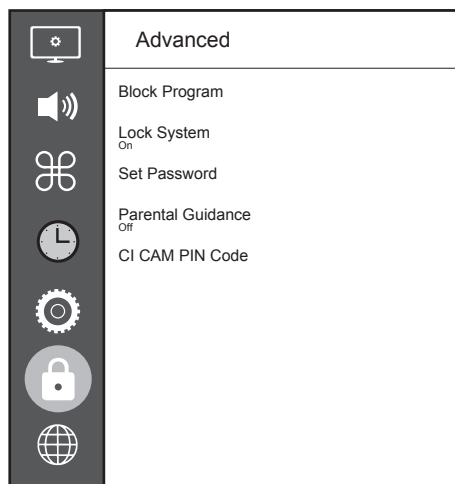 Advanced
Block Program
Lock System
On
Set Password
Parental Guidance
Off
CI CAM PIN Code